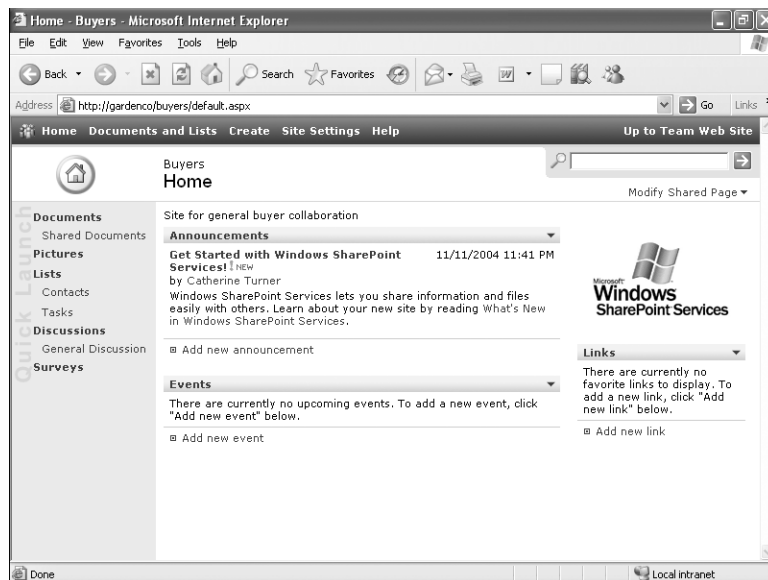 Home - Buyers - Microsoft Internet Explorer
File Edit View Favorites Tools Help
Back Search Favorites
Address http://gardenco/buyers/default.aspx Go Links
Home Documents and Lists Create Site Settings Help Up to Team Web Site
Buyers
Home
Modify Shared Page
Quick Launch
Documents
Shared Documents
Pictures
Lists
Contacts
Tasks
Discussions
General Discussion
Surveys
Site for general buyer collaboration
Announcements
Get Started with Windows SharePoint 11/11/2004 11:41 PM
Services! NEW
by Catherine Turner
Windows SharePoint Services lets you share information and files
easily with others. Learn about your new site by reading What's New
in Windows SharePoint Services.
Add new announcement
Events
There are currently no upcoming events. To add a new event, click
"Add new event" below.
Add new event
Microsoft
Windows
SharePoint Services
Links
There are currently no
favorite links to display. To
add a new link, click "Add
new link" below.
Add new link
Done Local intranet